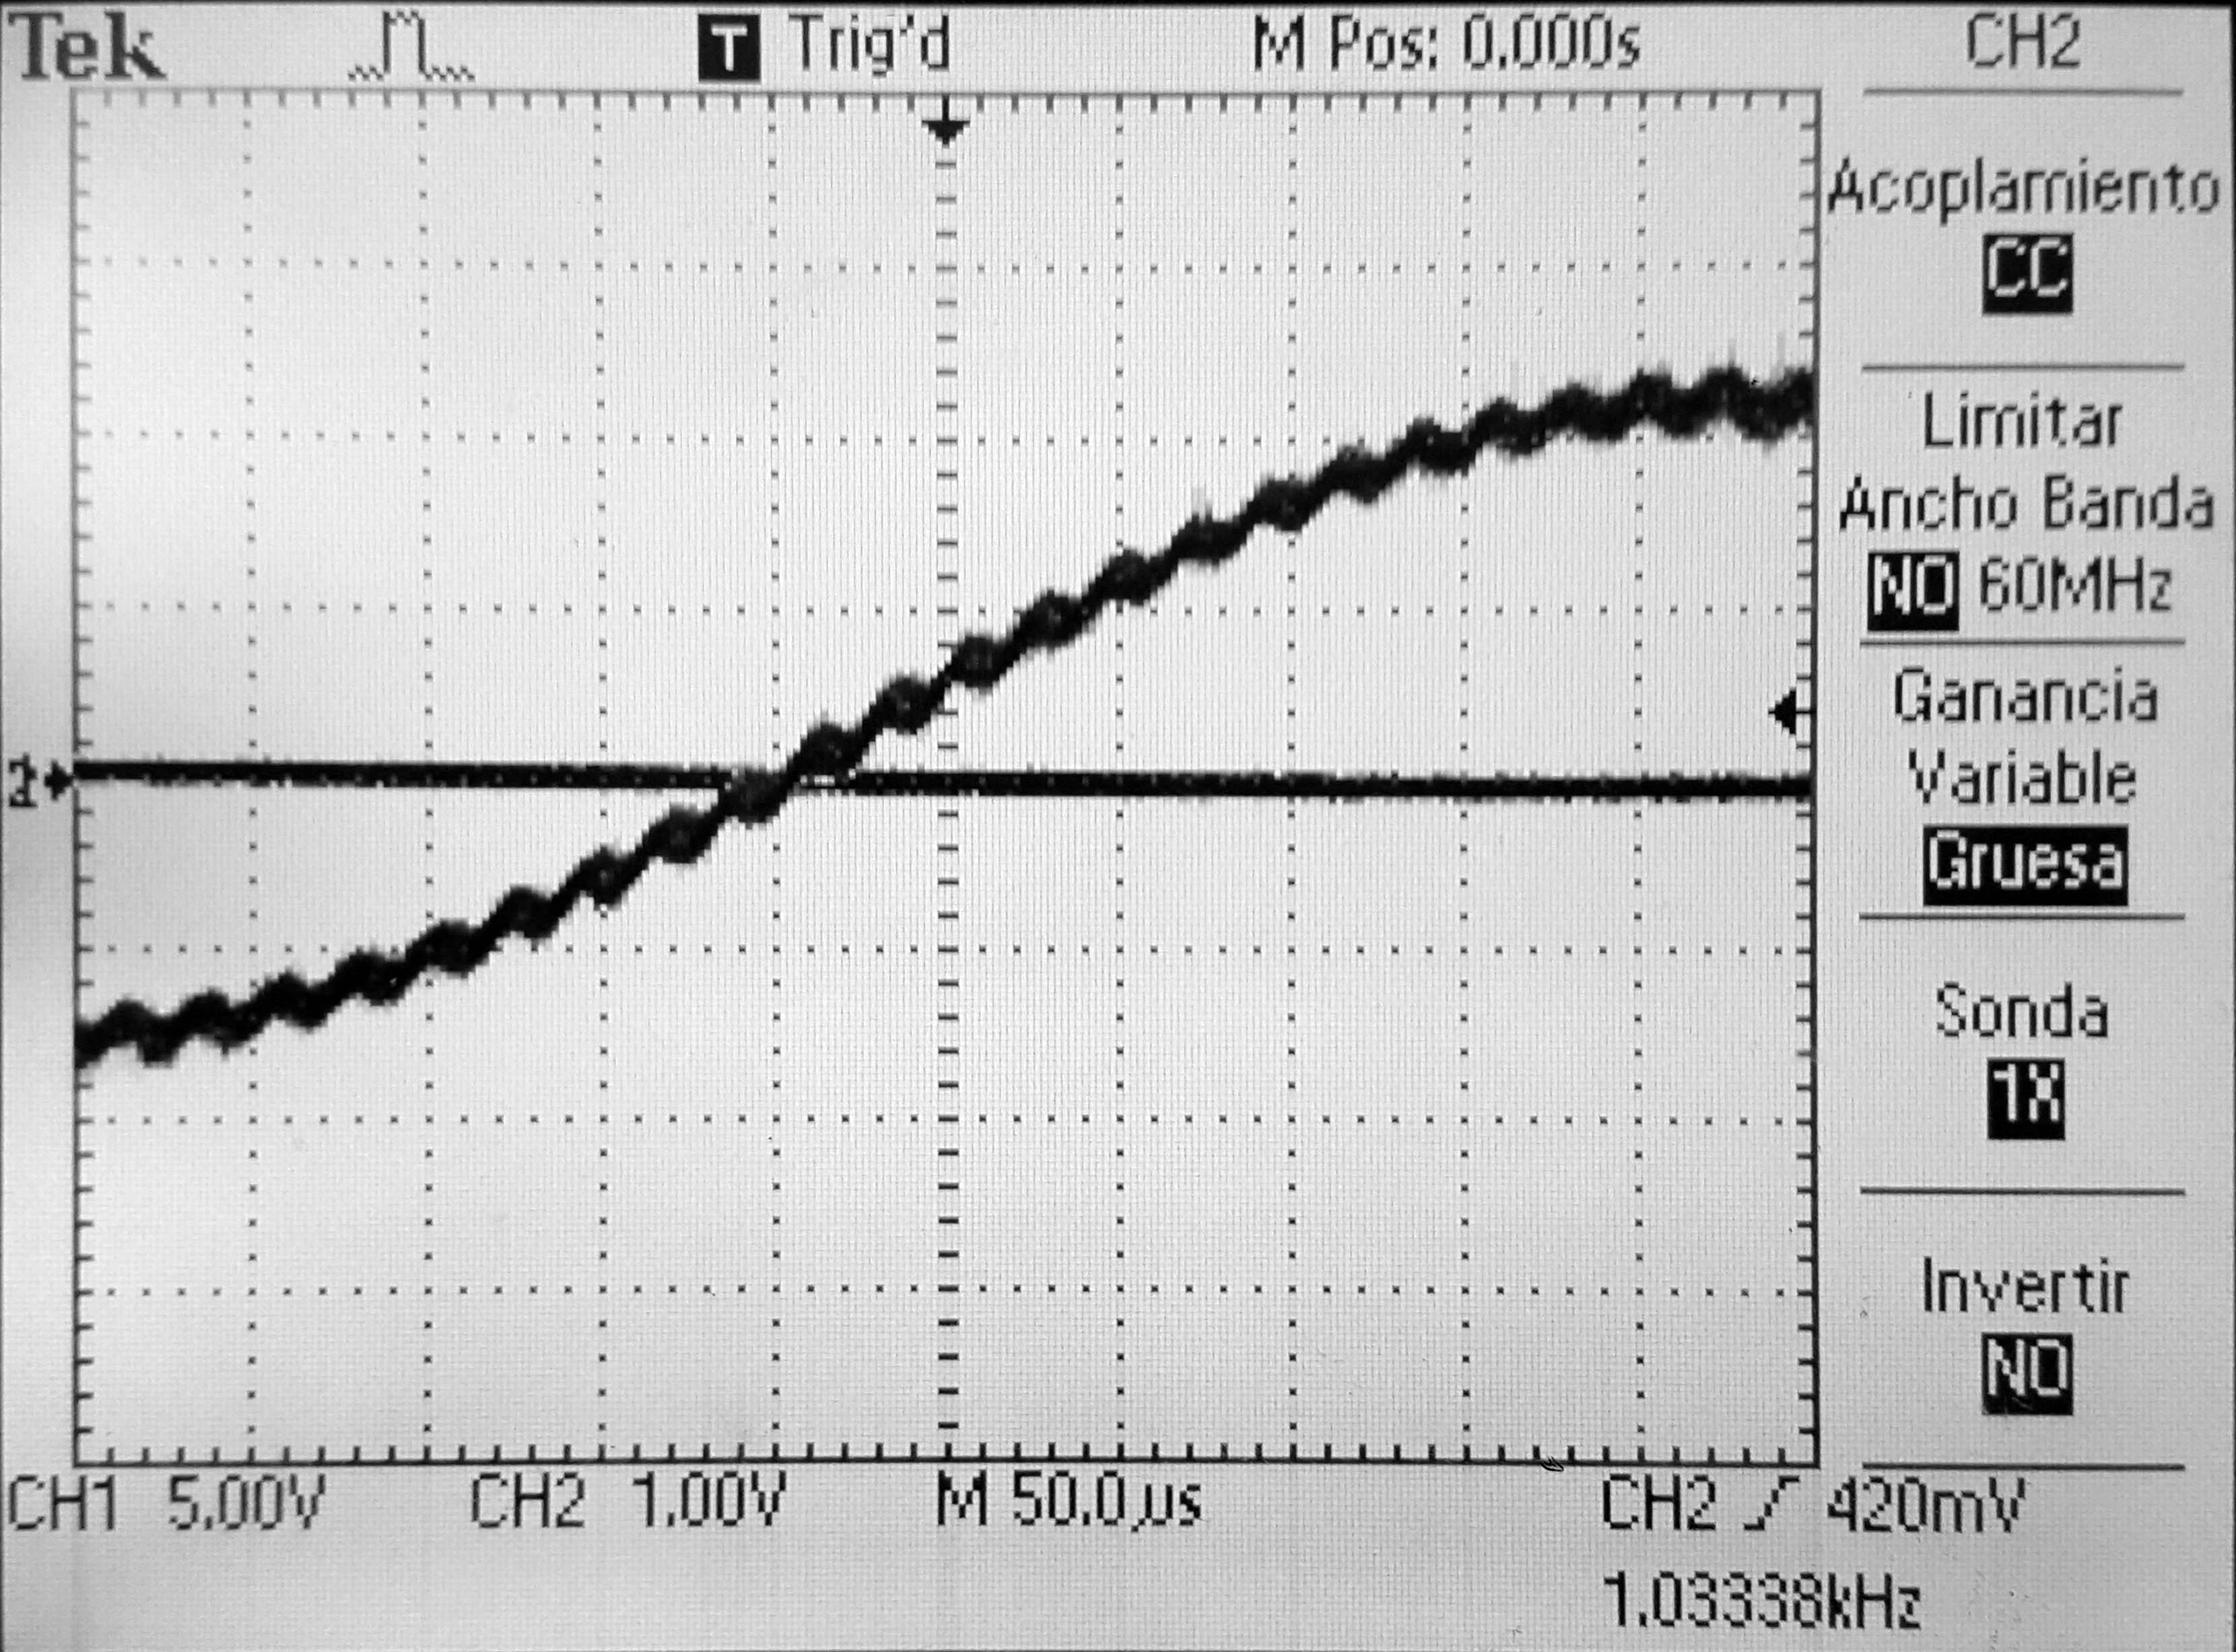 Tek T Trig'd M Pos: 0.000s CH2
Acoplamiento
CC
Limitar
Ancho Banda
NO 60MHz
Ganancia
Variable
Gruesa
Sonda
1X
Invertir
NO
CH1 5.00V CH2 1.00V M 50.0µs CH2 420mV
1.03338kHz